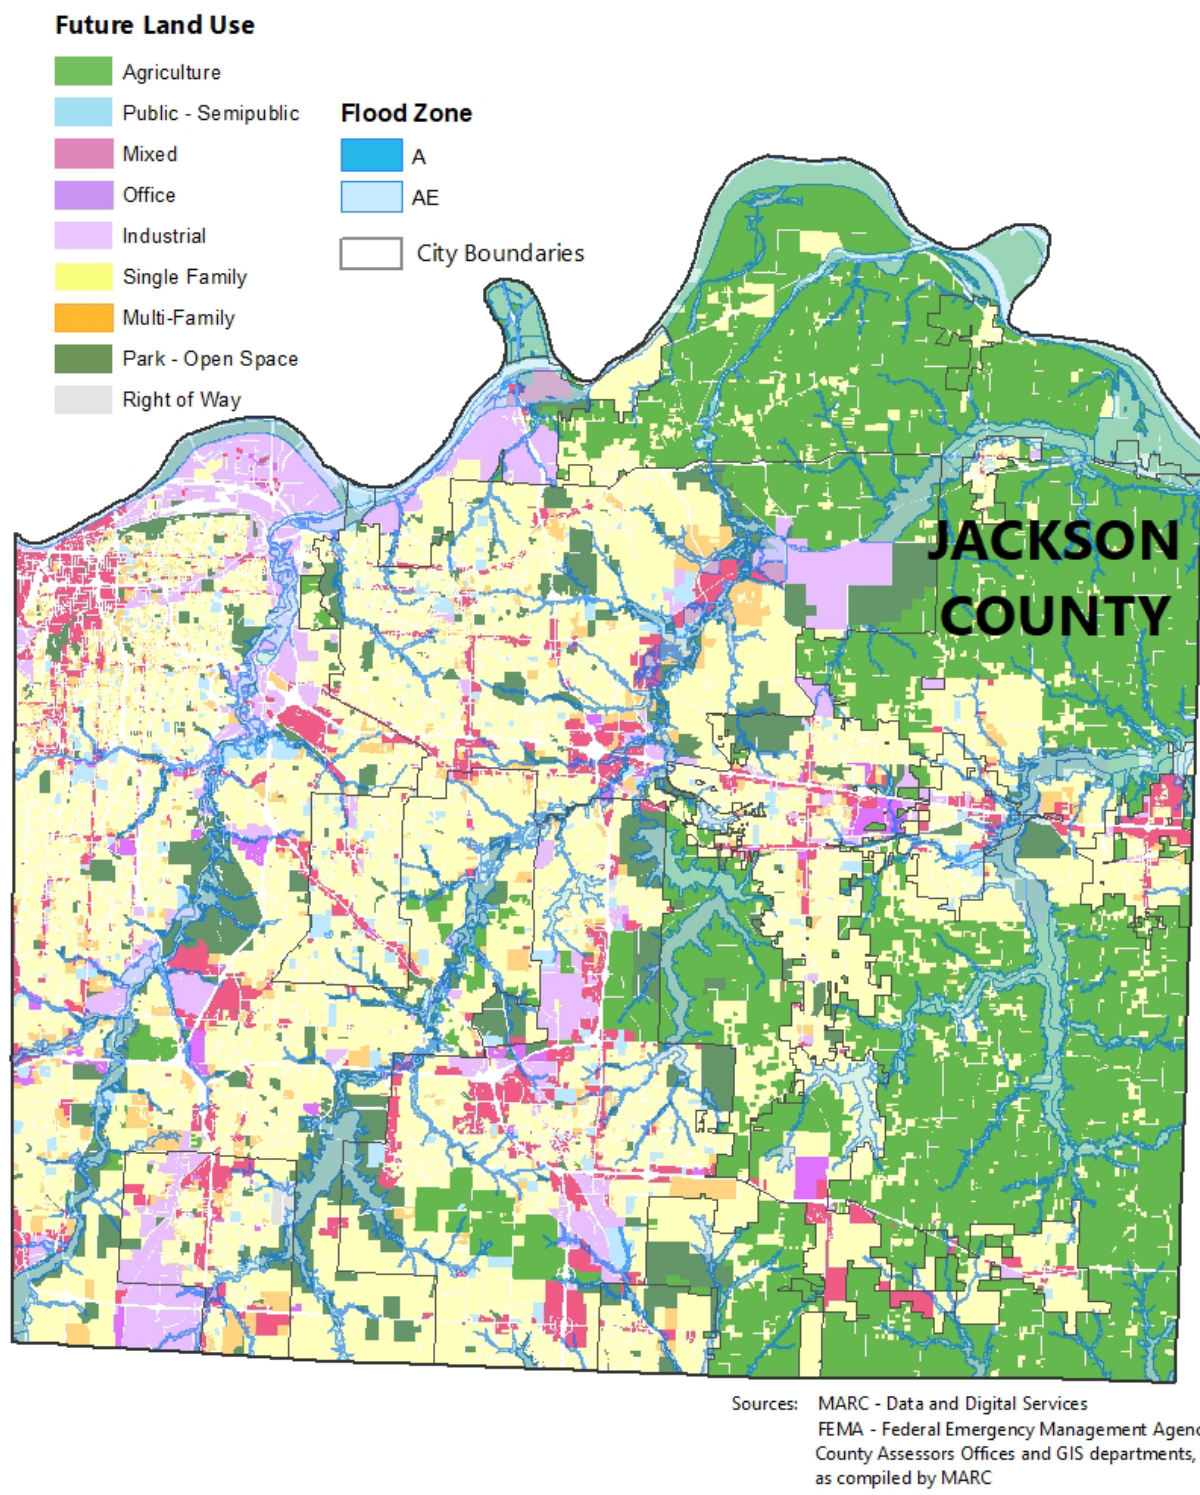 Future Land Use
Agriculture
Public - Semipublic
Mixed
Office
Industrial
Single Family
Multi-Family
Park - Open Space
Right of Way
Flood Zone
A
AE
City Boundaries
JACKSON
COUNTY
Sources: MARC - Data and Digital Services
FEMA - Federal Emergency Management Agenc
County Assessors Offices and GIS departments,
as compiled by MARC